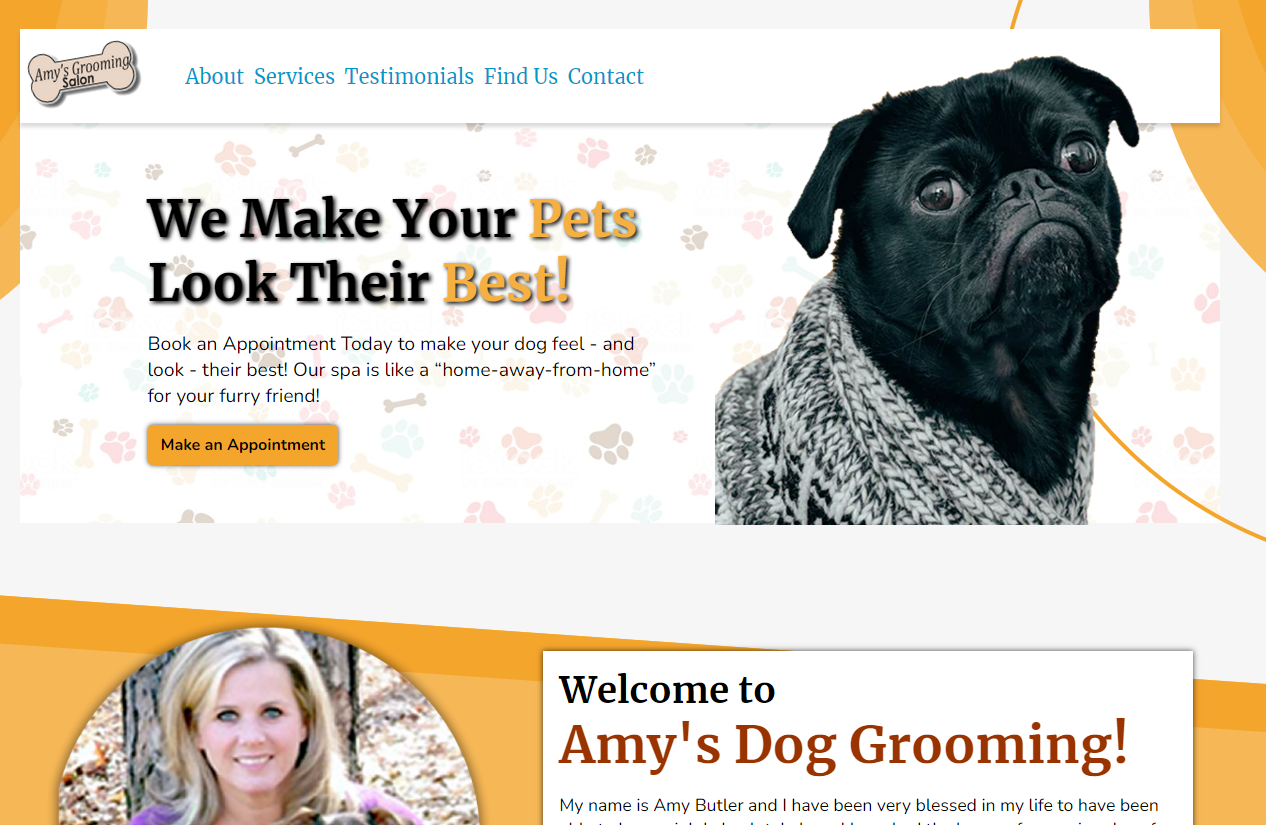 Amy's Grooming
Salon
About Services Testimonials Find Us Contact
We Make Your Pets
Look Their Best!
Book an Appointment Today to make your dog feel - and
look - their best! Our spa is like a “home-away-from-home”
for your furry friend!
Make an Appointment
Welcome to
Amy's Dog Grooming!
My name is Amy Butler and I have been very blessed in my life to have been